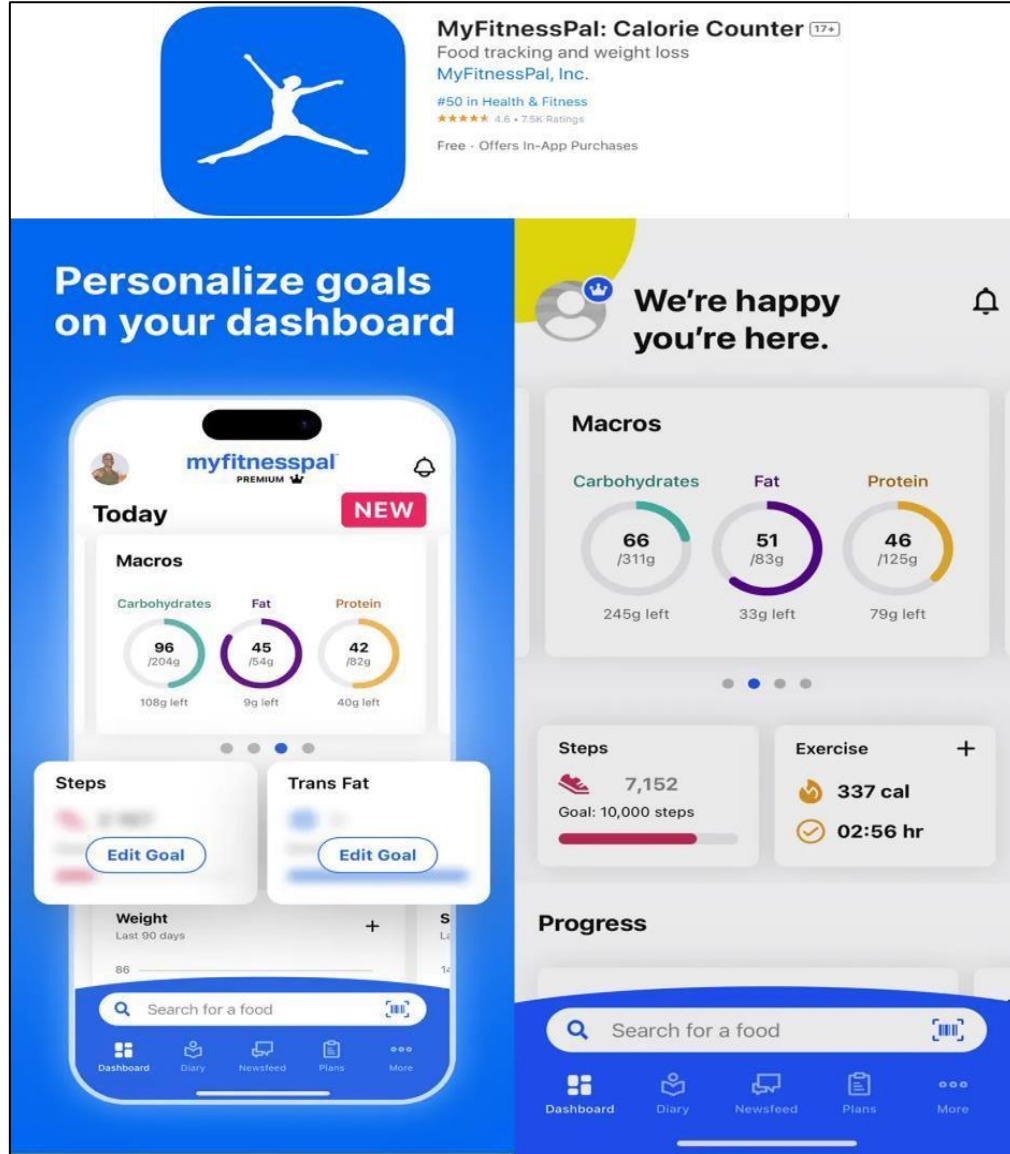 MyFitnessPal: Calorie Counter 17+
Food tracking and weight loss
MyFitnessPal, Inc.
#50 in Health & Fitness
★★★★★ 4.6 • 7.5K Ratings
Free · Offers In-App Purchases
Personalize goals
on your dashboard
myfitnesspal
PREMIUM
Today
NEW
Macros
Carbohydrates Fat Protein
96 45 42
/204g /54g /82g
108g left 9g left 40g left
Steps Trans Fat
Edit Goal Edit Goal
Weight S
Last 90 days
86
Search for a food
Dashboard Diary Newsfeed Plans More
We're happy
you're here.
Macros
Carbohydrates Fat Protein
66 51 46
/311g /83g /125g
245g left 33g left 79g left
Steps Exercise +
7,152 337 cal
Goal: 10,000 steps 02:56 hr
Progress
Search for a food
Dashboard Diary Newsfeed Plans More